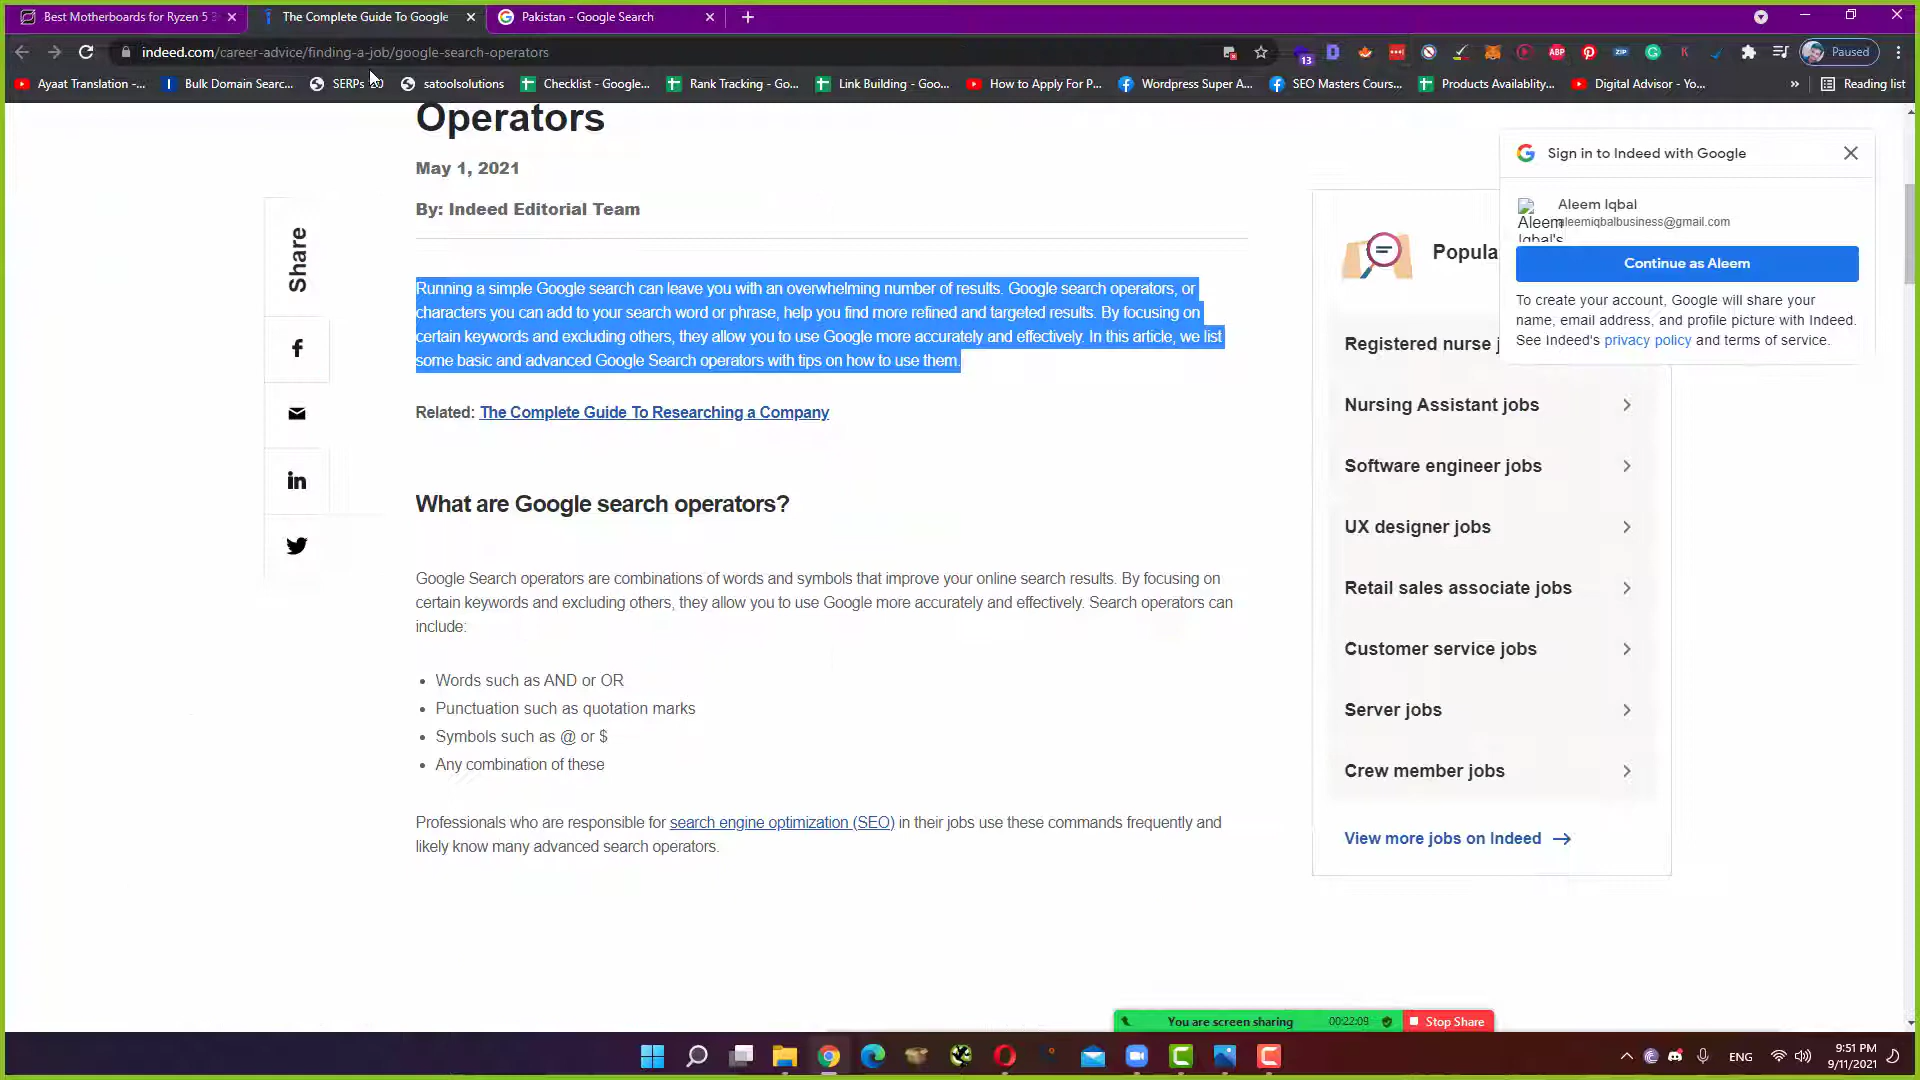 Best Motherboards for Ryzen 5 3
The Complete Guide To Google
Pakistan - Google Search
indeed.com/career-advice/finding-a-job/google-search-operators
13
ABP
ZIP
Paused
Ayaat Translation -...
Bulk Domain Searc...
SERPs
satoolsolutions
Checklist - Google...
Rank Tracking - Go...
Link Building - Goo...
How to Apply For P...
Wordpress Super A...
SEO Masters Cours...
Products Availablity...
Digital Advisor - Yo...
»
Reading list
Operators
May 1, 2021
By: Indeed Editorial Team
Share
Running a simple Google search can leave you with an overwhelming number of results. Google search operators, or
characters you can add to your search word or phrase, help you find more refined and targeted results. By focusing on
certain keywords and excluding others, they allow you to use Google more accurately and effectively. In this article, we list
some basic and advanced Google Search operators with tips on how to use them.
Related: The Complete Guide To Researching a Company
What are Google search operators?
Google Search operators are combinations of words and symbols that improve your online search results. By focusing on
certain keywords and excluding others, they allow you to use Google more accurately and effectively. Search operators can
include:
• Words such as AND or OR
• Punctuation such as quotation marks
• Symbols such as @ or $
• Any combination of these
Professionals who are responsible for search engine optimization (SEO) in their jobs use these commands frequently and
likely know many advanced search operators.
Sign in to Indeed with Google
Aleem Iqbal
aleemiqbalbusiness@gmail.com
Aleem
Iqbal's
Continue as Aleem
To create your account, Google will share your
name, email address, and profile picture with Indeed.
See Indeed's privacy policy and terms of service.
Popula
Registered nurse j
Nursing Assistant jobs
Software engineer jobs
UX designer jobs
Retail sales associate jobs
Customer service jobs
Server jobs
Crew member jobs
View more jobs on Indeed
You are screen sharing
00:22:09
Stop Share
ENG
9:51 PM
9/11/2021